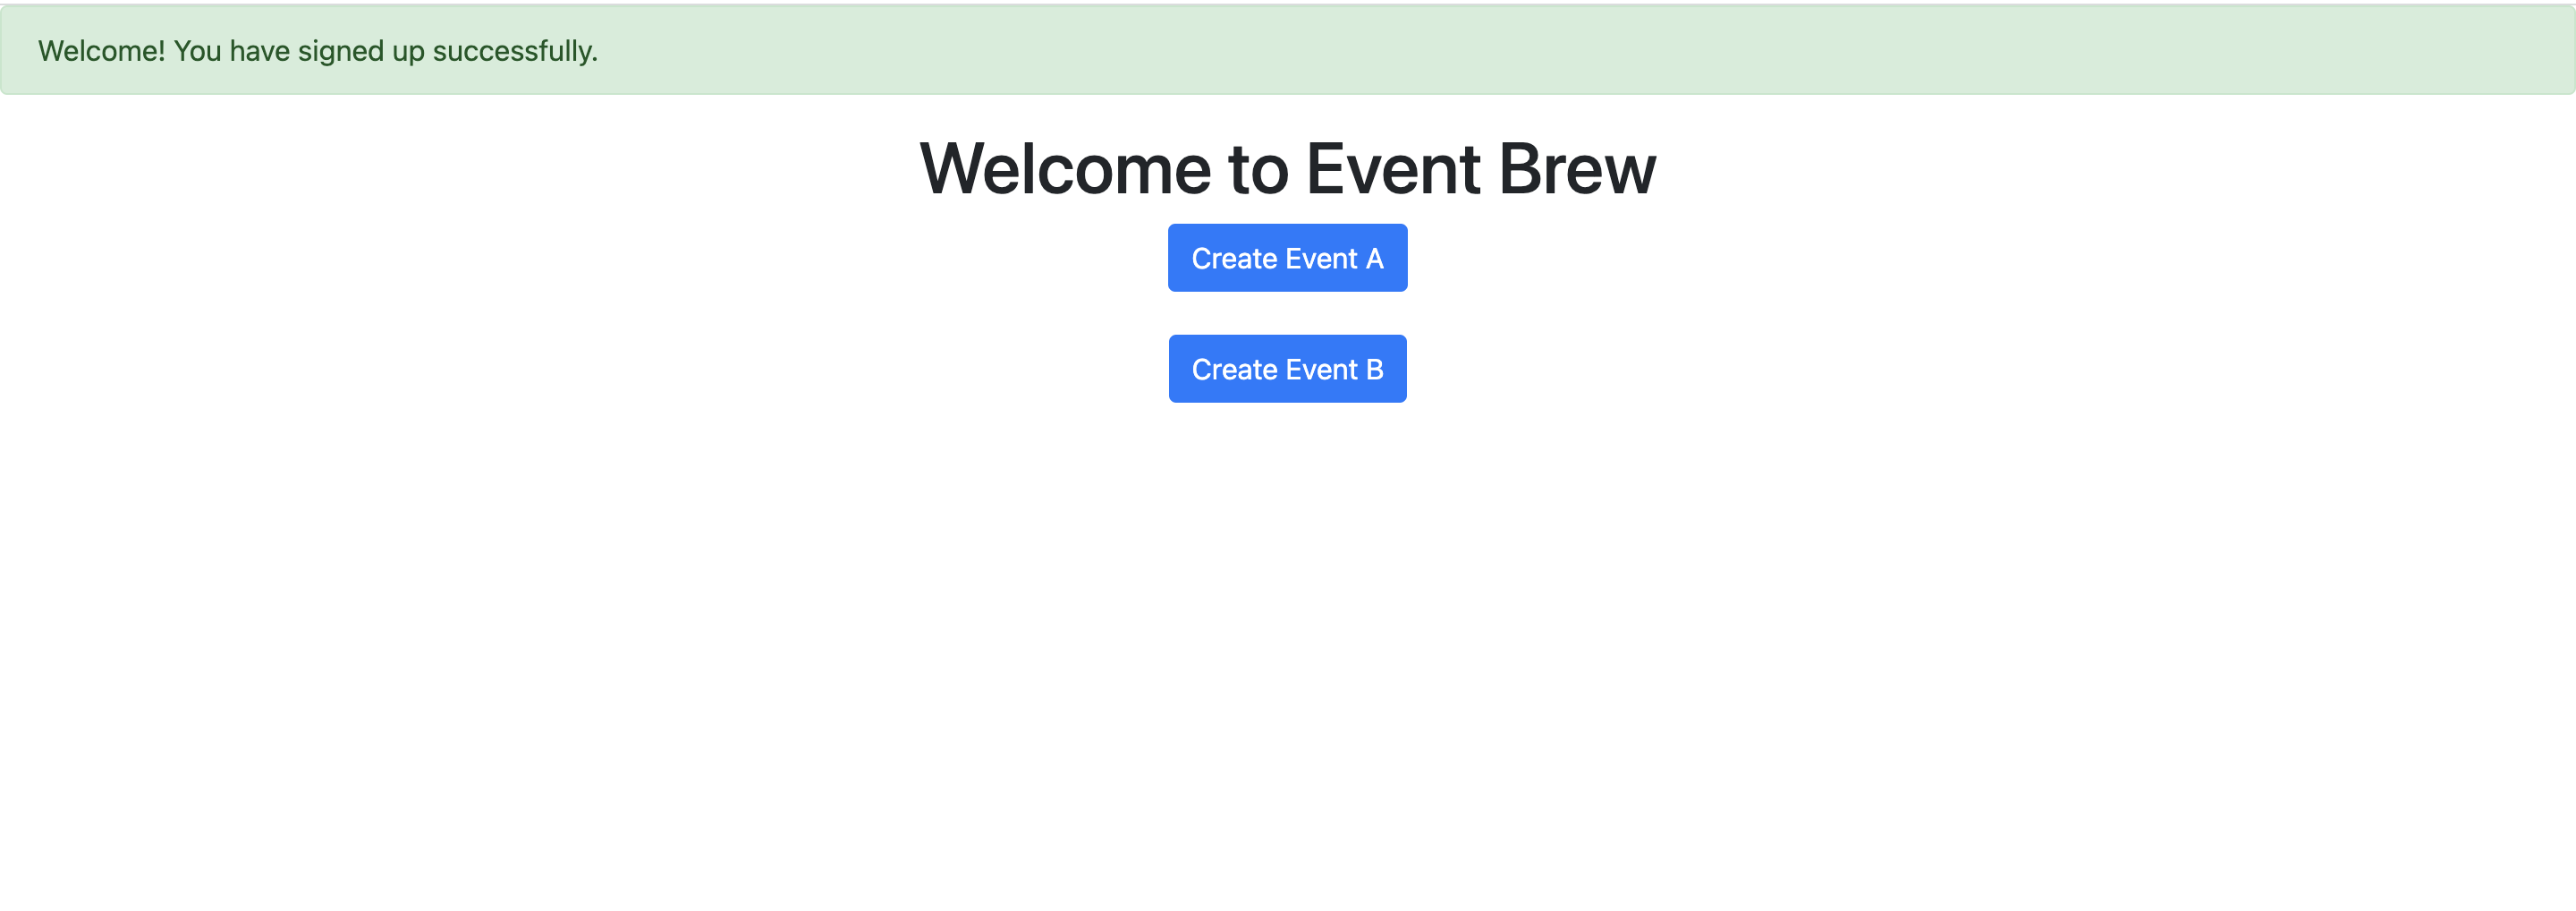 Welcome! You have signed up successfully.
Welcome to Event Brew
Create Event A
Create Event B